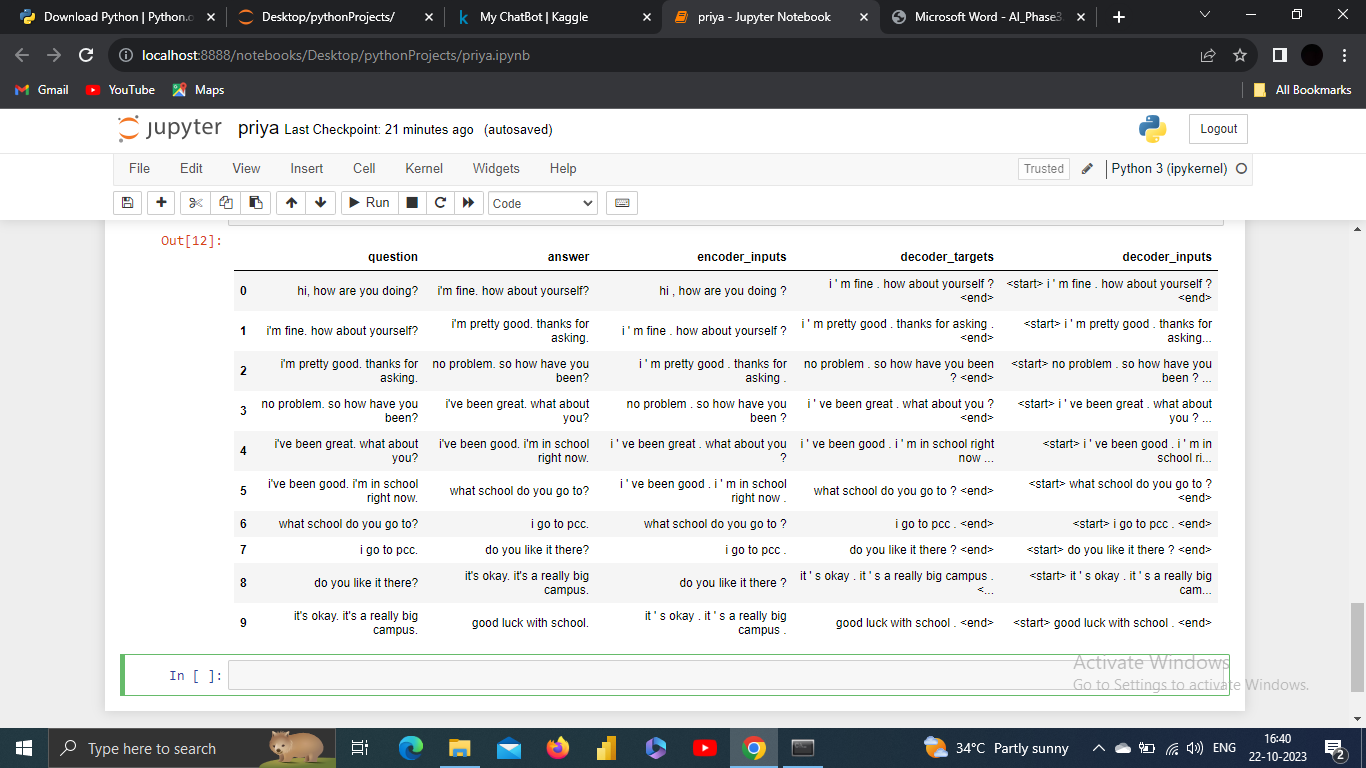 Download Python | Python.o
Desktop/pythonProjects/
My ChatBot | Kaggle
priya - Jupyter Notebook
Microsoft Word - AI_Phase3
localhost:8888/notebooks/Desktop/pythonProjects/priya.ipynb
Gmail YouTube Maps All Bookmarks
jupyter priya Last Checkpoint: 21 minutes ago (autosaved) Logout
File Edit View Insert Cell Kernel Widgets Help Trusted Python 3 (ipykernel)
Run Code
Out[12]:
question answer encoder_inputs decoder_targets decoder_inputs
0 hi, how are you doing? i'm fine. how about yourself? hi , how are you doing ? i ' m fine . how about yourself ? <end> <start> i ' m fine . how about yourself ? <end>
1 i'm fine. how about yourself? i'm pretty good. thanks for asking. i ' m fine . how about yourself ? i ' m pretty good . thanks for asking . <end> <start> i ' m pretty good . thanks for asking...
2 i'm pretty good. thanks for asking. no problem. so how have you been? i ' m pretty good . thanks for asking . no problem . so how have you been ? <end> <start> no problem . so how have you been ? ...
3 no problem. so how have you been? i've been great. what about you? no problem . so how have you been ? i ' ve been great . what about you ? <end> <start> i ' ve been great . what about you ? ...
4 i've been great. what about you? i've been good. i'm in school right now. i ' ve been great . what about you ? i ' ve been good . i ' m in school right now ... <start> i ' ve been good . i ' m in school ri...
5 i've been good. i'm in school right now. what school do you go to? i ' ve been good . i ' m in school right now . what school do you go to ? <end> <start> what school do you go to ? <end>
6 what school do you go to? i go to pcc. what school do you go to ? i go to pcc . <end> <start> i go to pcc . <end>
7 i go to pcc. do you like it there? i go to pcc . do you like it there ? <end> <start> do you like it there ? <end>
8 do you like it there? it's okay. it's a really big campus. do you like it there ? it ' s okay . it ' s a really big campus . <... <start> it ' s okay . it ' s a really big cam...
9 it's okay. it's a really big campus. good luck with school. it ' s okay . it ' s a really big campus . good luck with school . <end> <start> good luck with school . <end>
In [ ]:
Activate Windows
Go to Settings to activate Windows.
Type here to search
34°C Partly sunny
ENG
16:40
22-10-2023
2